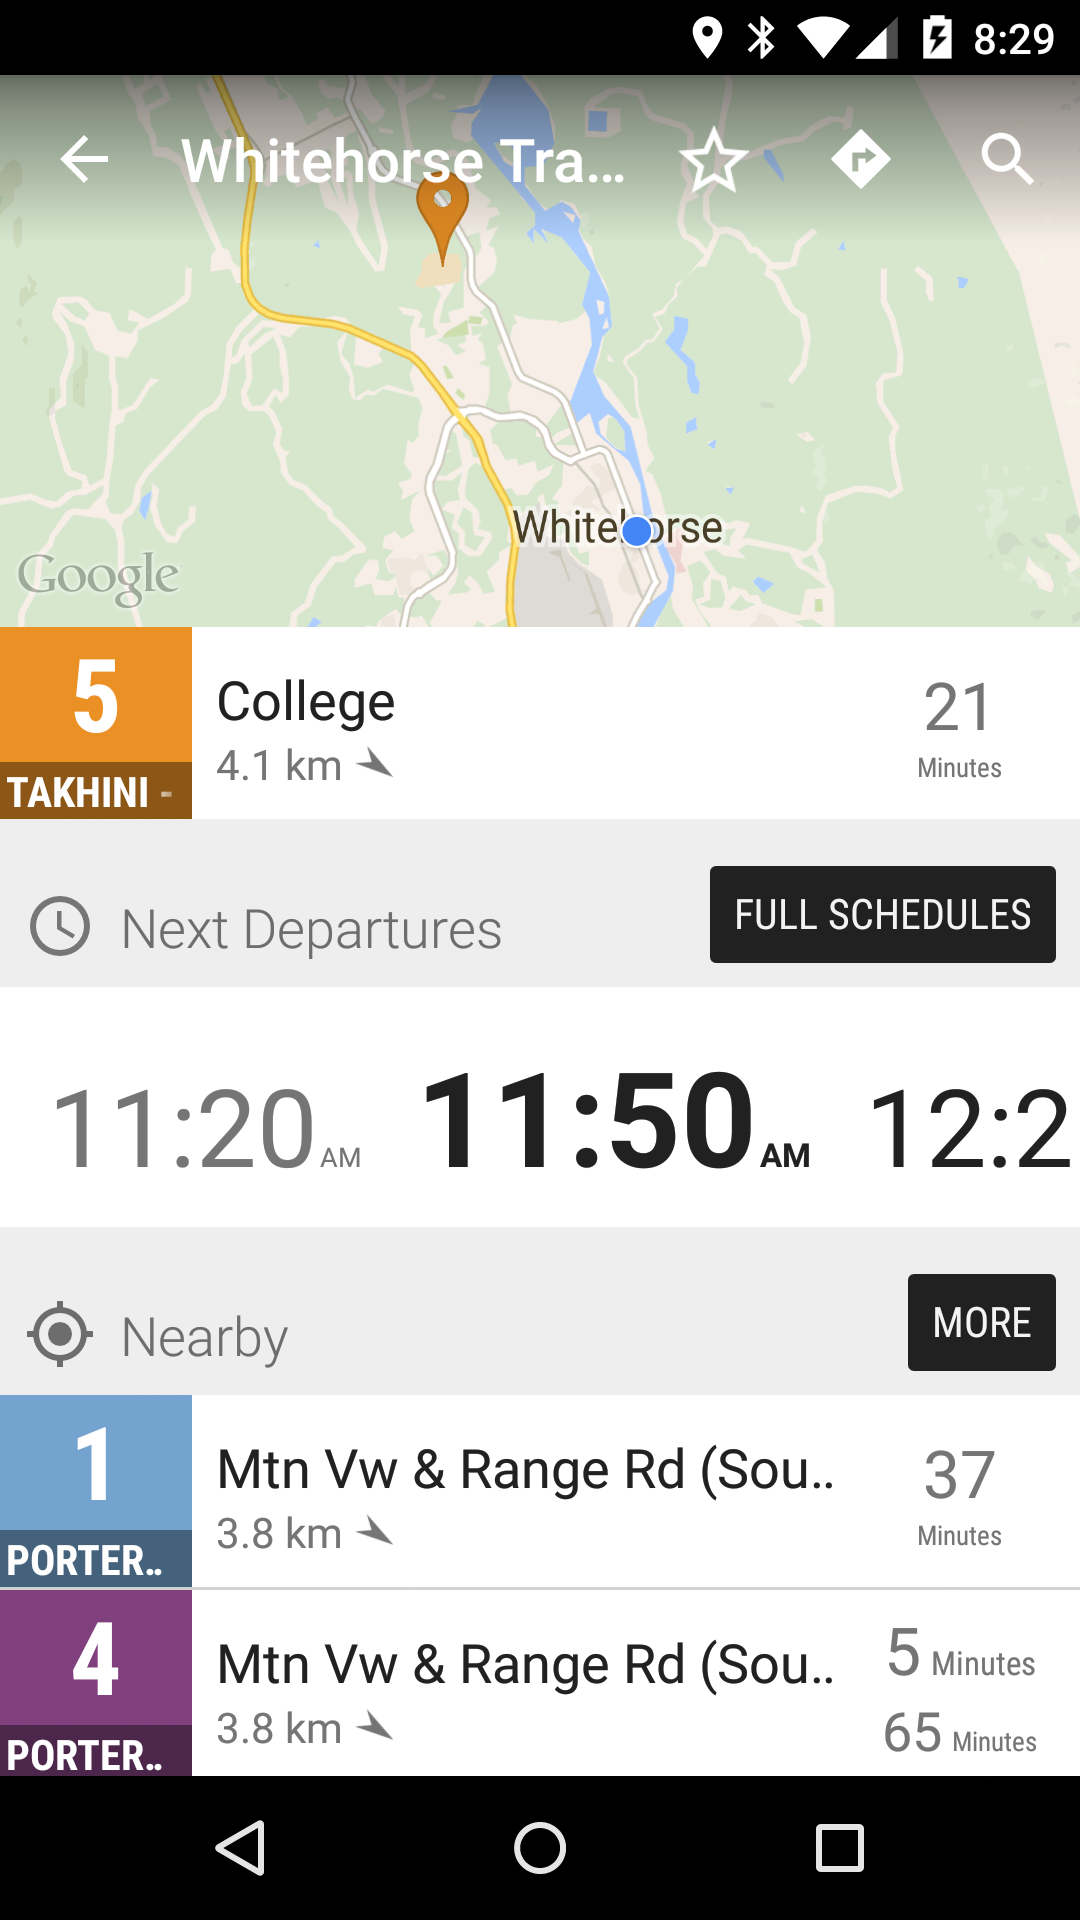 8:29
Whitehorse Tra...
Whitehorse
Google
5
College
21
4.1 km
Minutes
TAKHINI -
Next Departures
FULL SCHEDULES
11:20 AM
11:50 AM
12:2
Nearby
MORE
1
Mtn Vw & Range Rd (Sou..
37
3.8 km
Minutes
PORTER..
4
Mtn Vw & Range Rd (Sou..
5 Minutes
3.8 km
65 Minutes
PORTER..